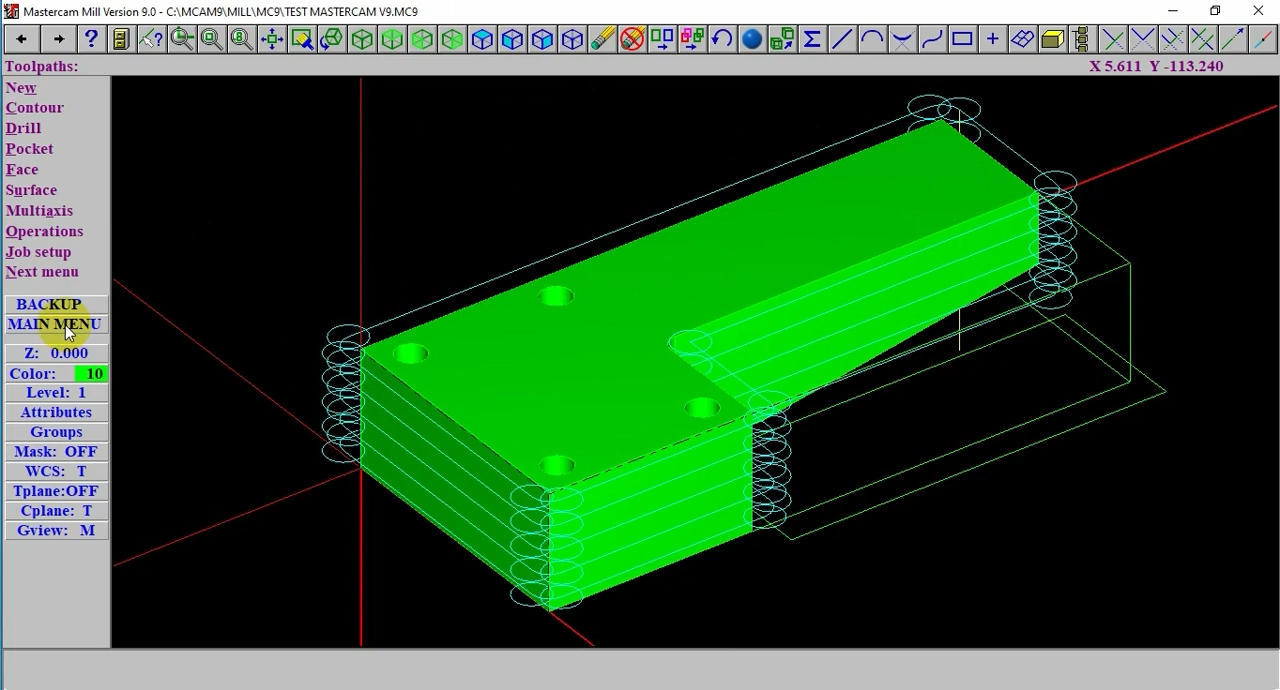 Mastercam Mill Version 9.0 - C:\MCAM9\MILL\MC9\TEST MASTERCAM V9.MC9
Toolpaths:
X 5.611 Y -113.240
New
Contour
Drill
Pocket
Face
Surface
Multiaxis
Operations
Job setup
Next menu
BACKUP
MAIN MENU
Z: 0.000
Color: 10
Level: 1
Attributes
Groups
Mask: OFF
WCS: T
Tplane:OFF
Cplane: T
Gview: M